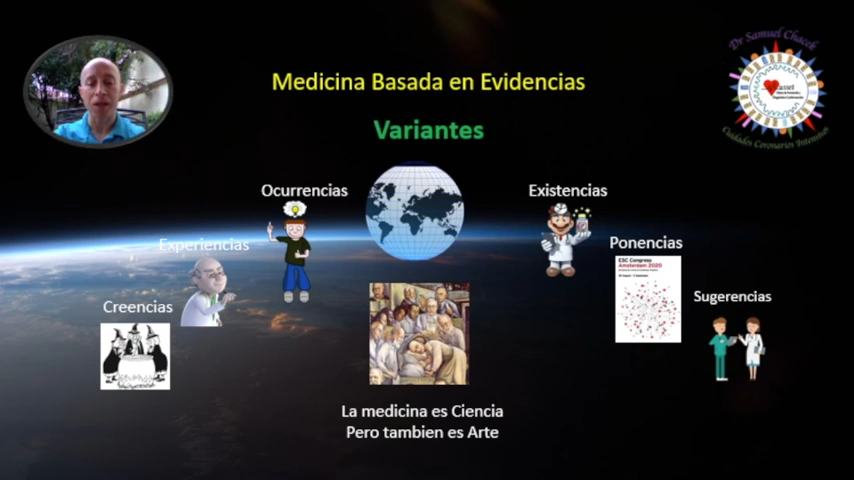 Dr Samuel Chacek
Medicina Basada en Evidencias
Variantes
Cuidados Coronarios Intensivos
Ocurrencias
Existencias
Experiencias
Ponencias
ESC Congress
Amsterdam 2020
Creencias
Sugerencias
La medicina es Ciencia
Pero tambien es Arte